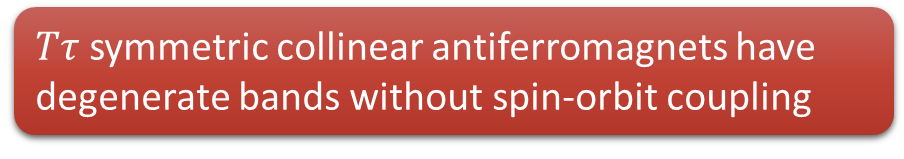 𝑇𝜏 symmetric collinear antiferromagnets have
degenerate bands without spin-orbit coupling